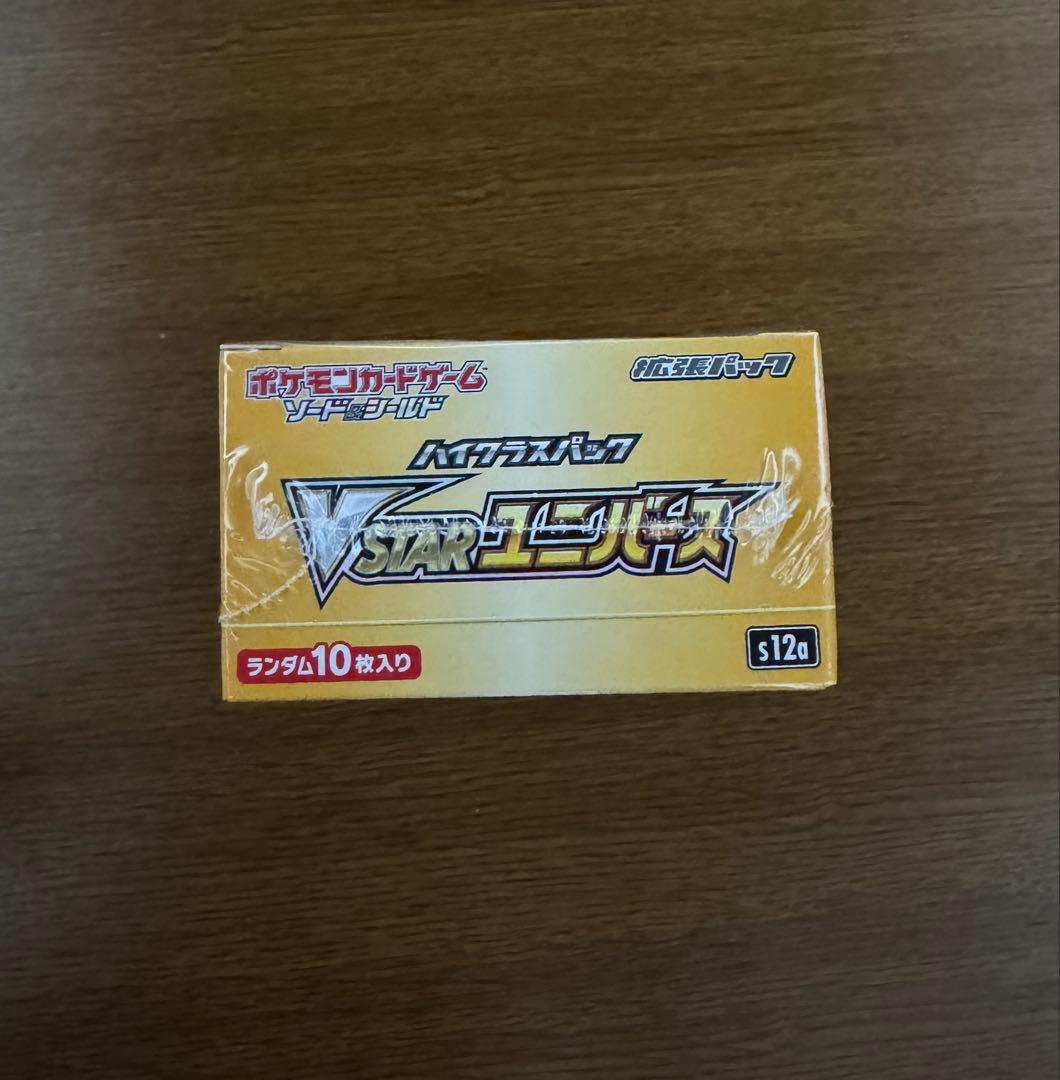 ポケモンカードゲーム
ソード&シールド
拡張パック
ハイクラスパック
VSTARユニバース
ランダム10枚入り
s12a